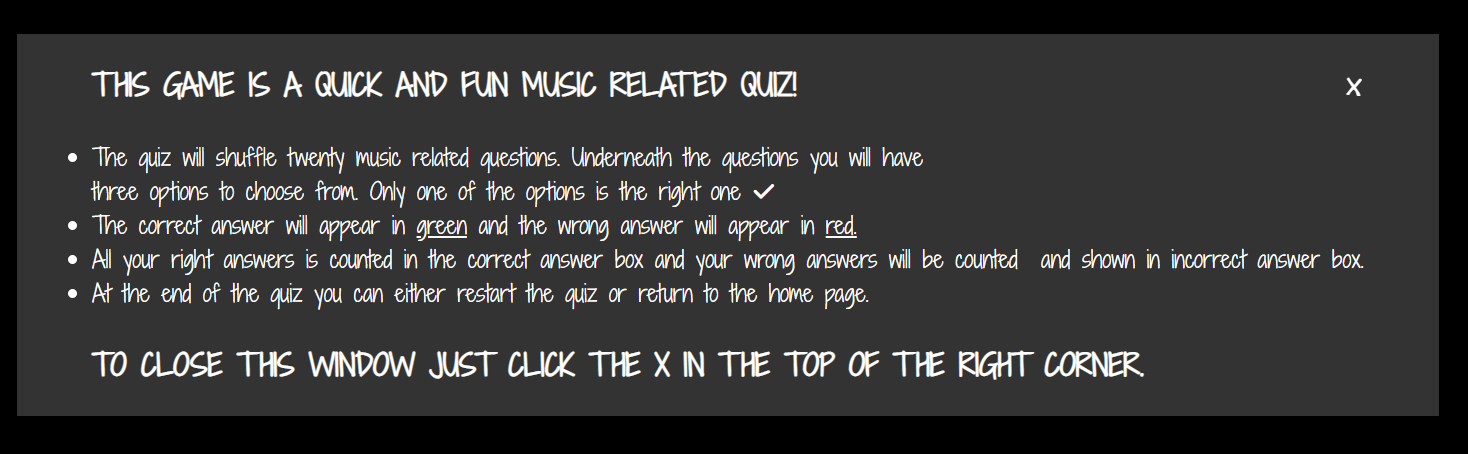 THIS GAME IS A QUICK AND FUN MUSIC RELATED QUIZ! X
• The quiz will shuffle twenty music related questions. Underneath the questions you will have
three options to choose from. Only one of the options is the right one ✓
• The correct answer will appear in green and the wrong answer will appear in red.
• All your right answers is counted in the correct answer box and your wrong answers will be counted and shown in incorrect answer box.
• At the end of the quiz you can either restart the quiz or return to the home page.
TO CLOSE THIS WINDOW JUST CLICK THE X IN THE TOP OF THE RIGHT CORNER.